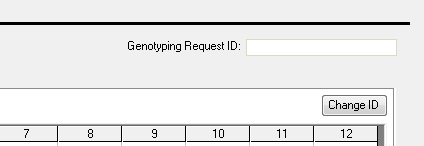 Genotyping Request ID:
Change ID
7 8 9 10 11 12